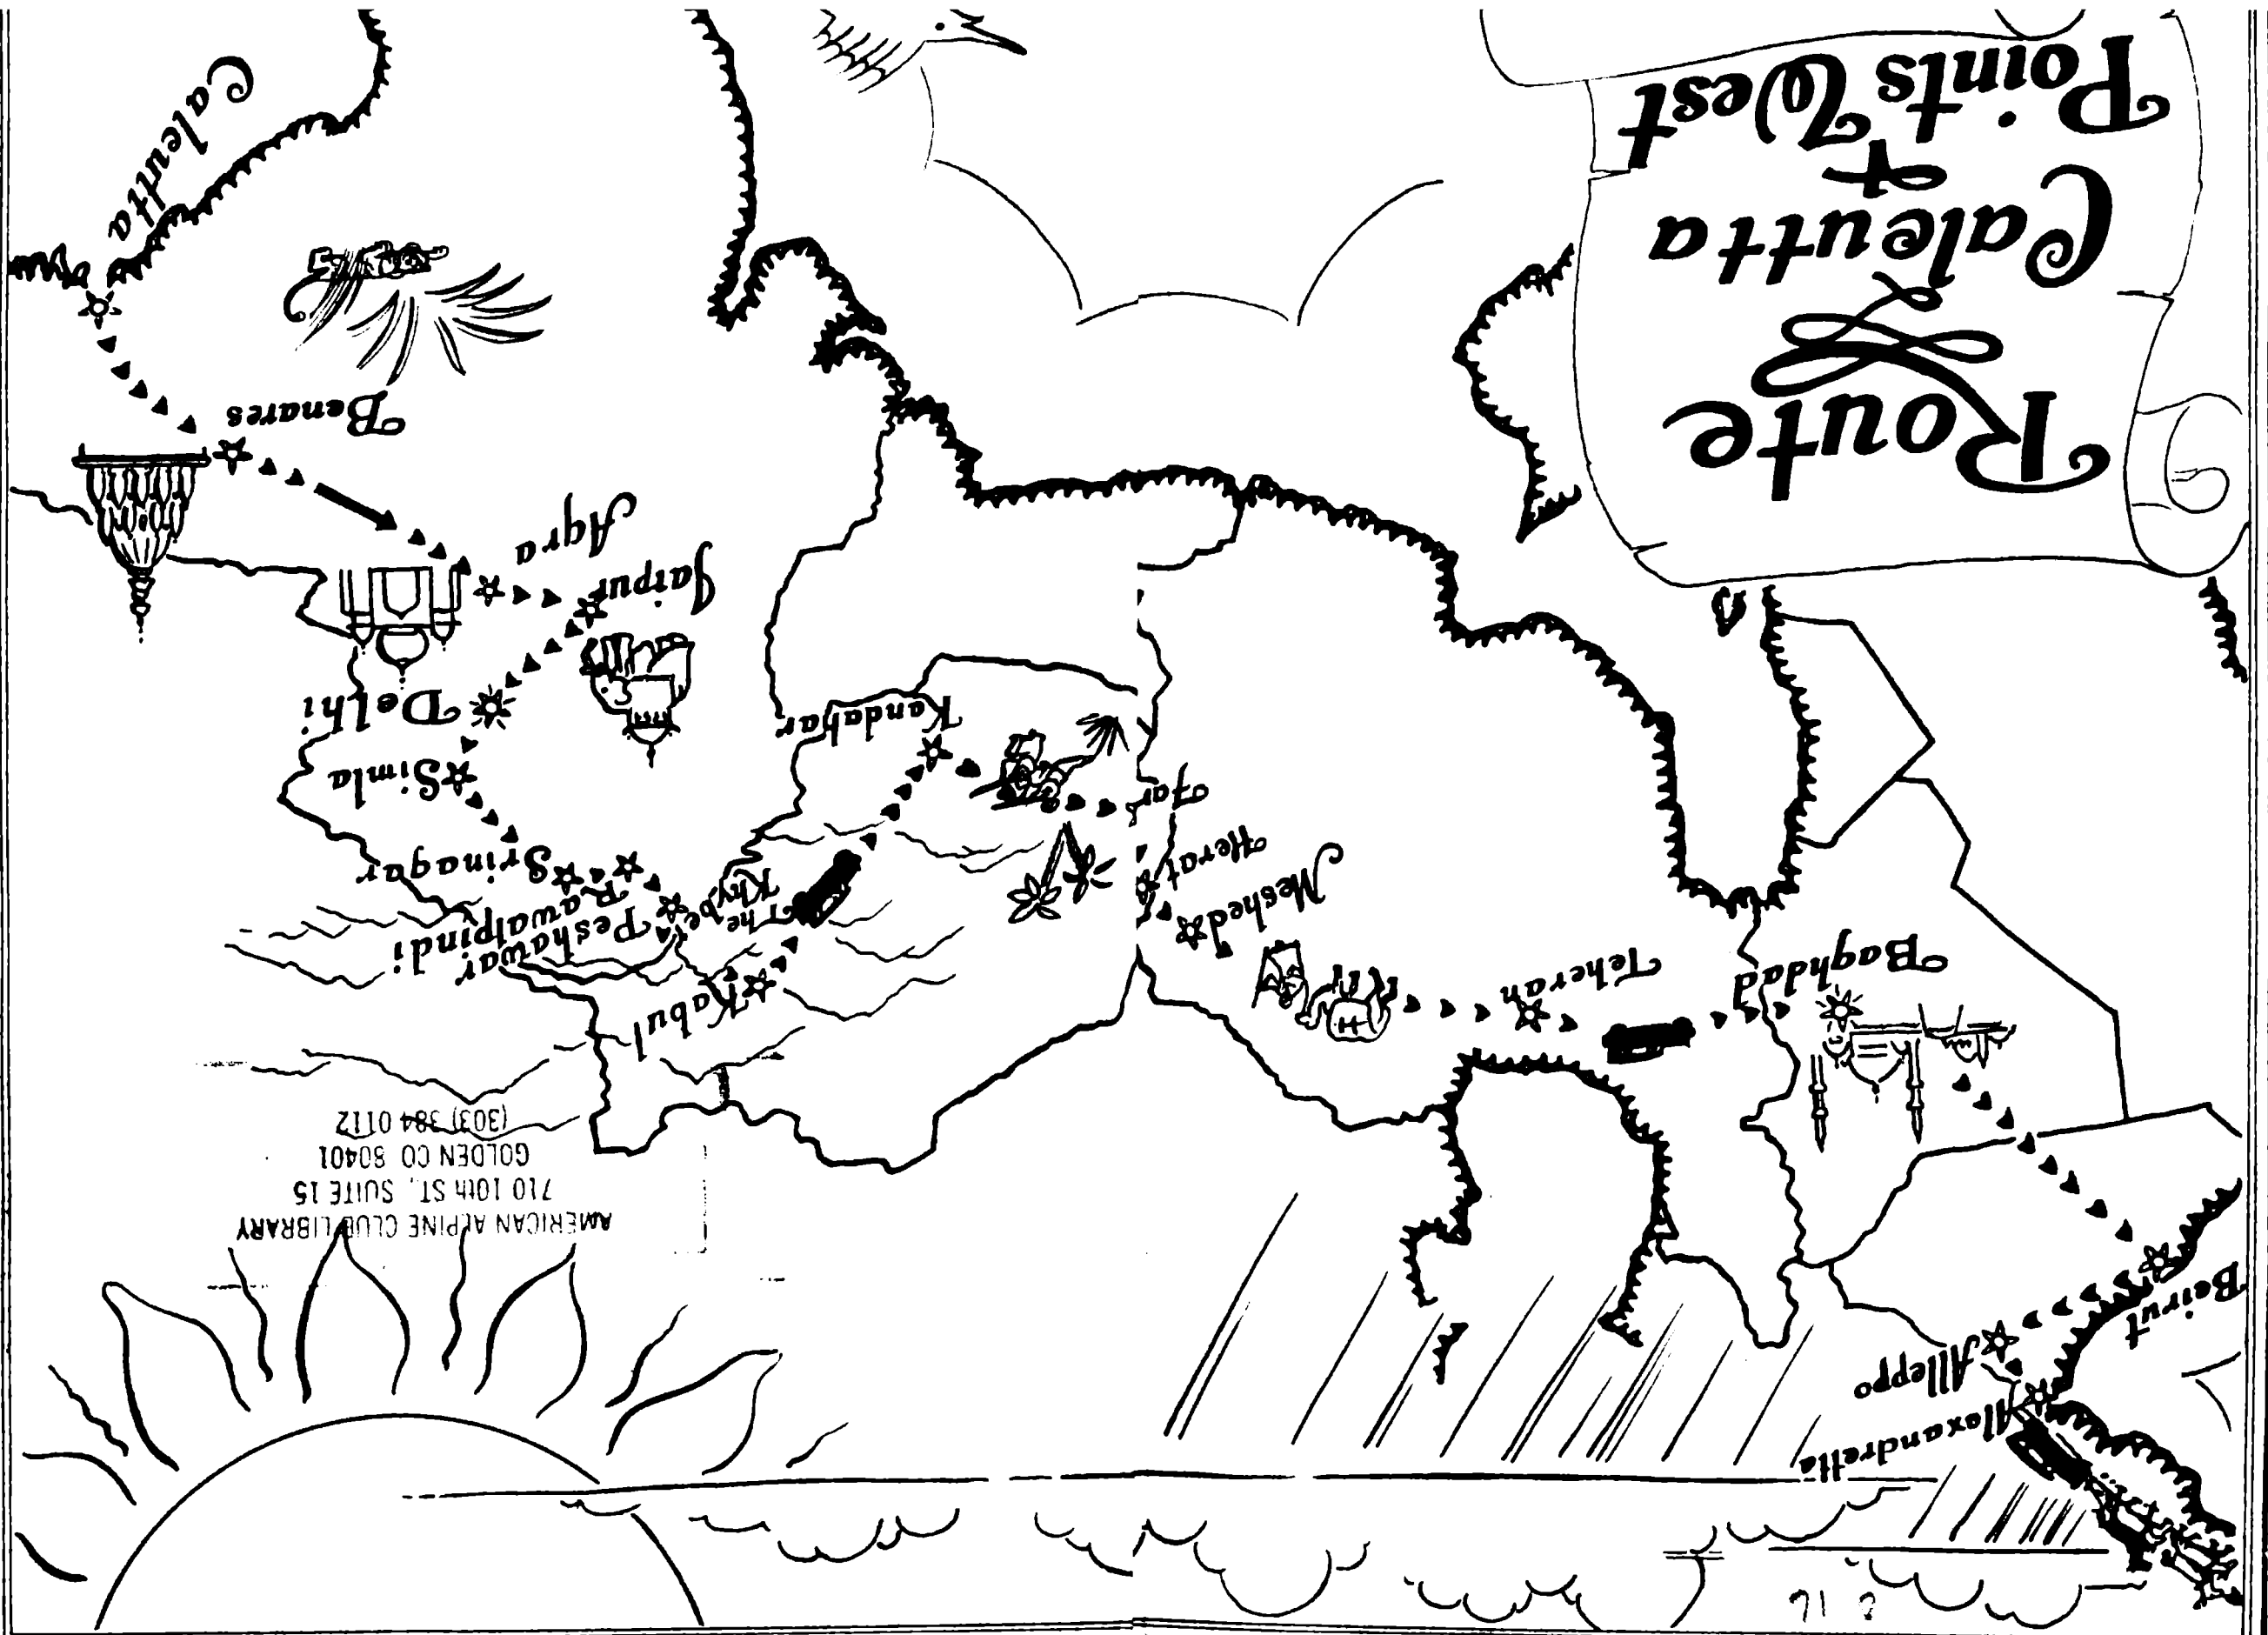 Route
Calcutta
&
Points West
Alexandretta
Alleppo
Beirut
Baghdad
Teheran
Meshed
Herat
Far
Kandahar
Kabul
The
Khyber
Peshawar
Rawalpindi
Srinagar
Simla
Delhi
Jaipur
Agra
Benares
Calcutta
AMERICAN ALPINE CLUB LIBRARY
710 10th ST., SUITE 15
GOLDEN CO 80401
(303) 384 0112